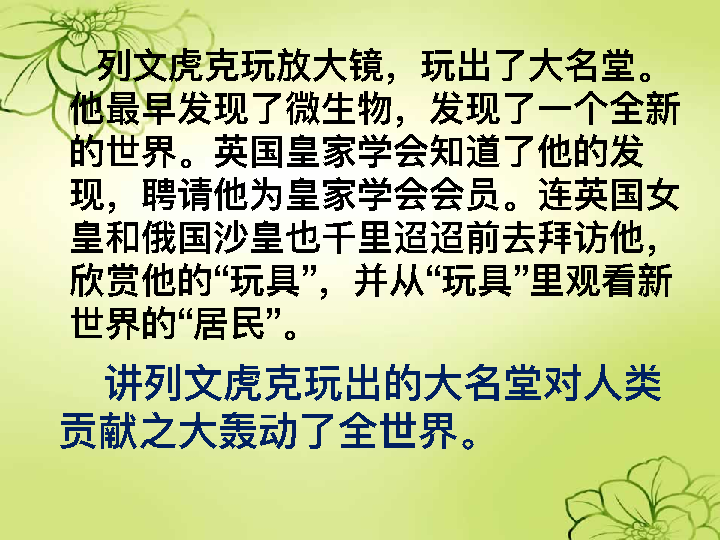 列文虎克玩放大镜，玩出了大名堂。
他最早发现了微生物，发现了一个全新
的世界。英国皇家学会知道了他的发
现，聘请他为皇家学会会员。连英国女
皇和俄国沙皇也千里迢迢前去拜访他，
欣赏他的“玩具”，并从“玩具”里观看新
世界的“居民”。
讲列文虎克玩出的大名堂对人类
贡献之大轰动了全世界。